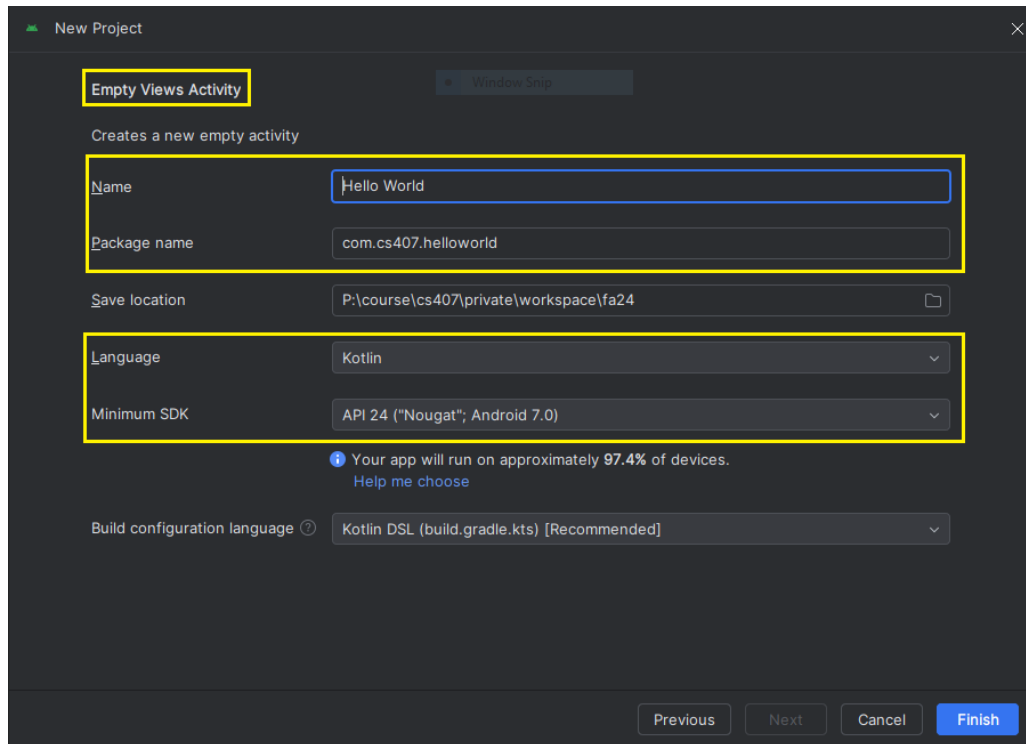 New Project
Empty Views Activity
Window Snip
Creates a new empty activity
Name
Hello World
Package name
com.cs407.helloworld
Save location
P:\course\cs407\private\workspace\fa24
Language
Kotlin
Minimum SDK
API 24 ("Nougat"; Android 7.0)
Your app will run on approximately 97.4% of devices.
Help me choose
Build configuration language
Kotlin DSL (build.gradle.kts) [Recommended]
Previous
Next
Cancel
Finish